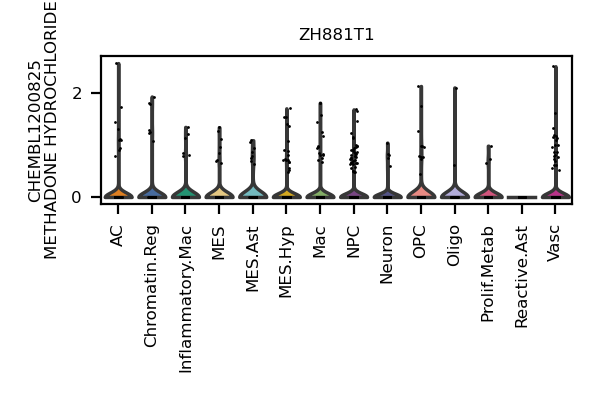 ZH881T1
CHEMBL1200825
METHADONE HYDROCHLORIDE
2
0
AC
Chromatin.Reg
Inflammatory.Mac
MES
MES.Ast
MES.Hyp
Mac
NPC
Neuron
OPC
Oligo
Prolif.Metab
Reactive.Ast
Vasc